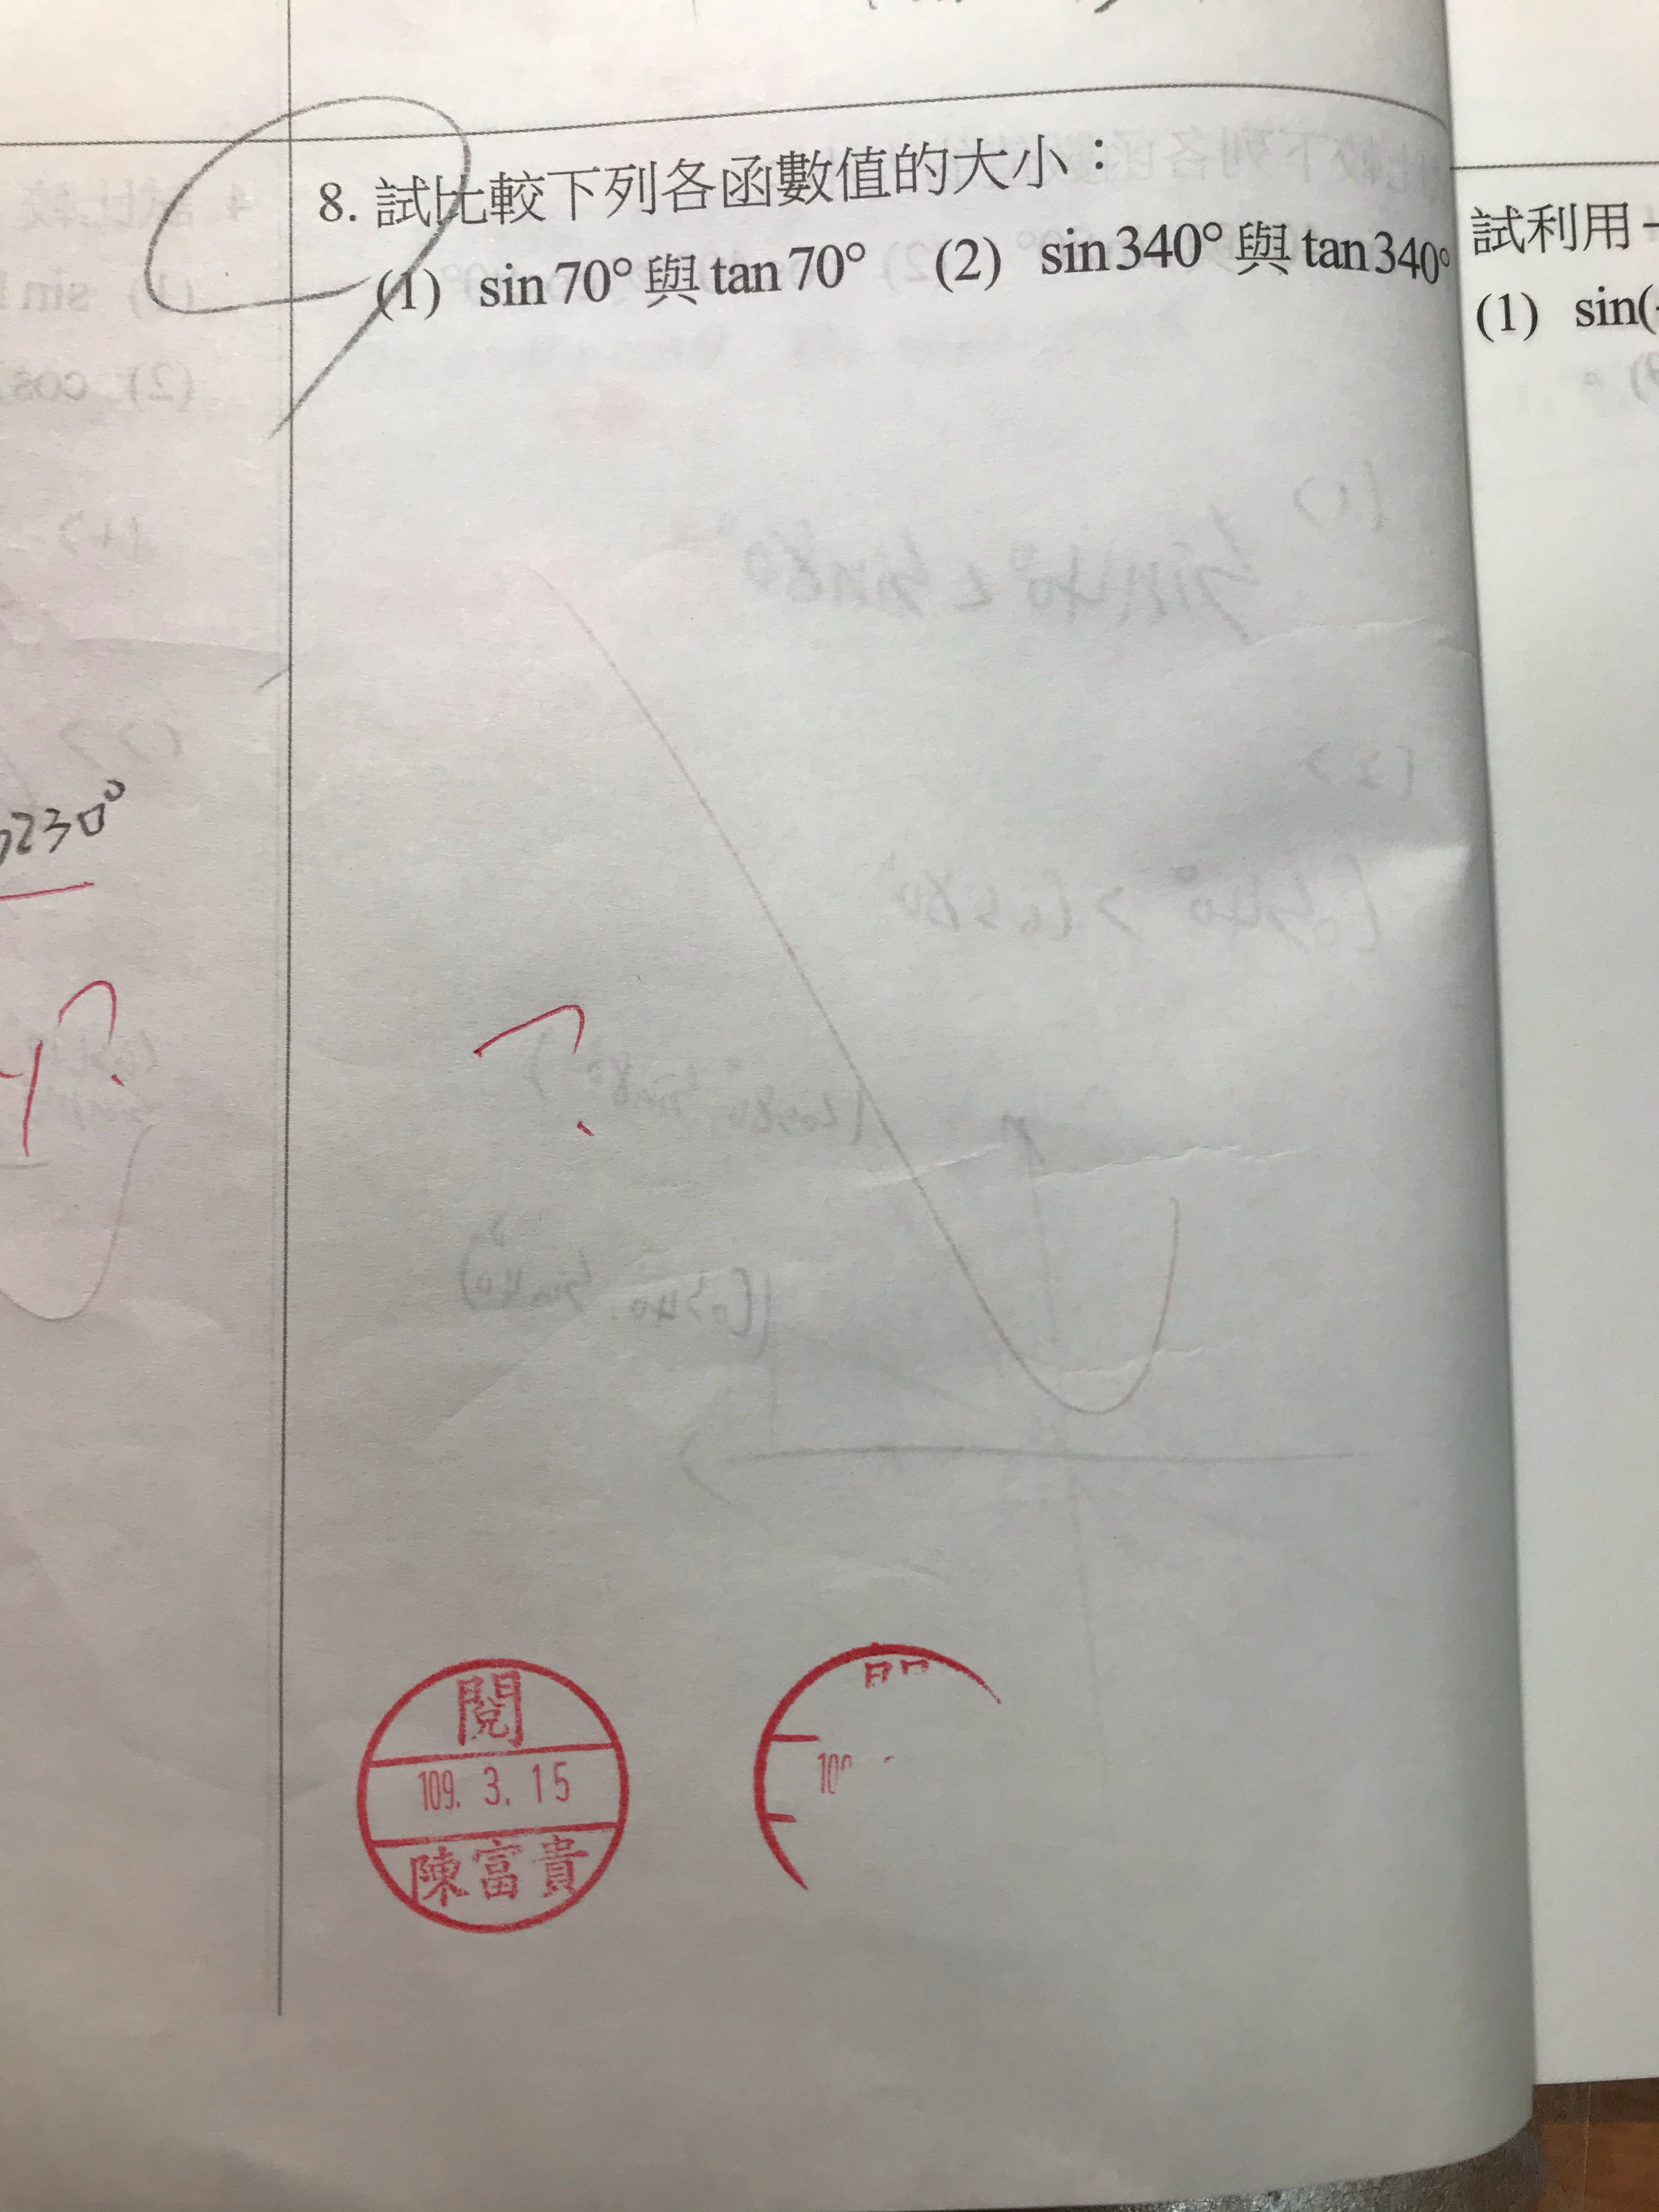 8. 試比較下列各函數值的大小：
(1) sin 70° 與 tan 70° (2) sin 340° 與 tan 340°
試利用
(1) sin(
230°
?
?
閱
109. 3. 15
陳富貴